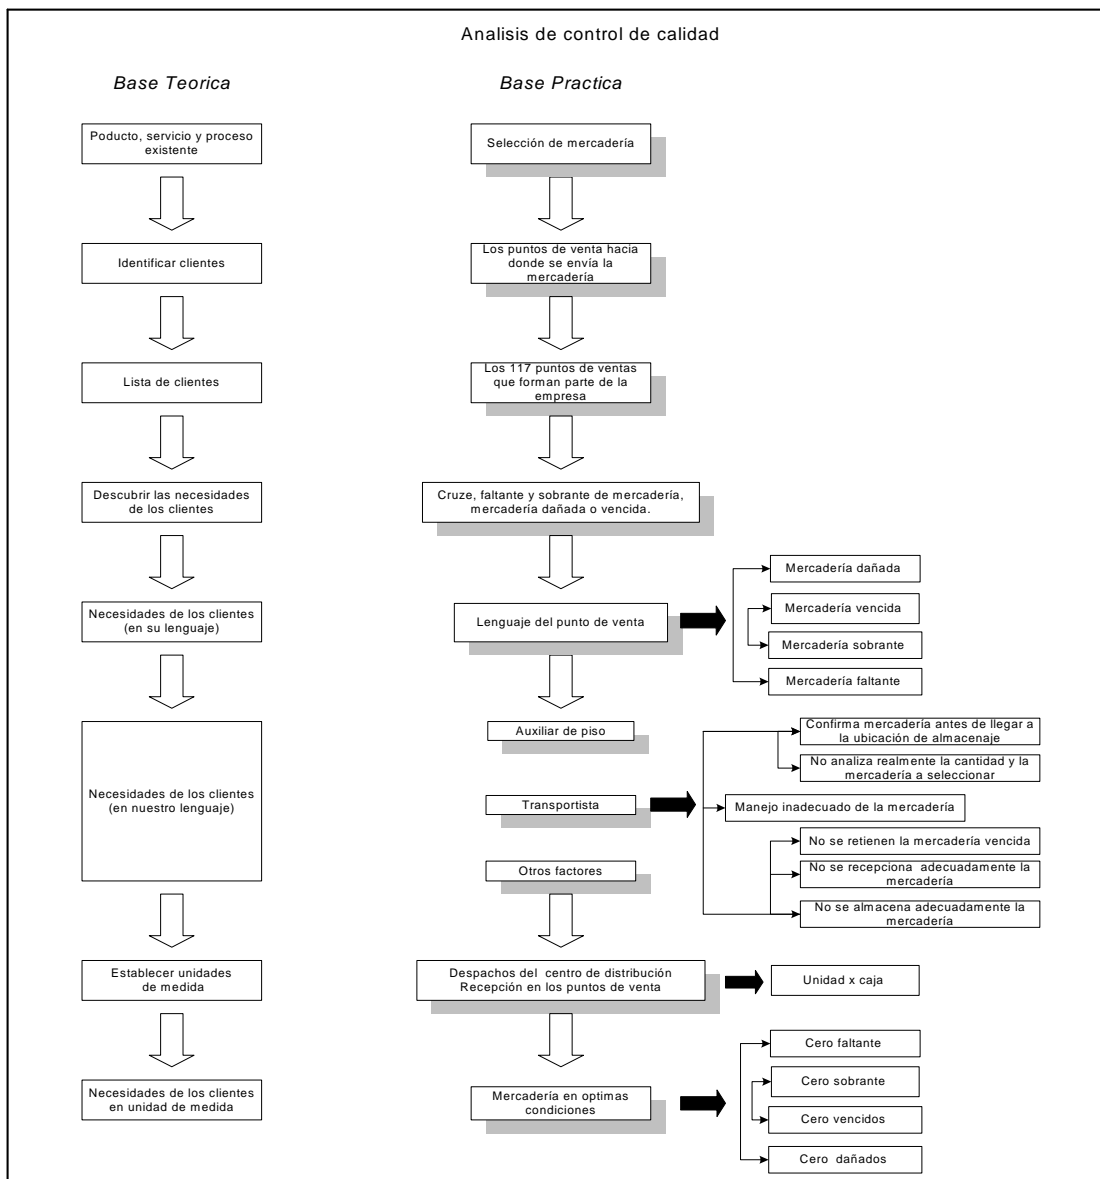 Analisis de control de calidad
Base Teorica
Base Practica
Poducto, servicio y proceso
existente
Selección de mercadería
Identificar clientes
Los puntos de venta hacia
donde se envía la
mercadería
Lista de clientes
Los 117 puntos de ventas
que forman parte de la
empresa
Descubrir las necesidades
de los clientes
Cruze, faltante y sobrante de mercadería,
mercadería dañada o vencida.
Necesidades de los clientes
(en su lenguaje)
Lenguaje del punto de venta
Mercadería dañada
Mercadería vencida
Mercadería sobrante
Mercadería faltante
Necesidades de los clientes
(en nuestro lenguaje)
Auxiliar de piso
Transportista
Otros factores
Confirma mercadería antes de llegar a
la ubicación de almacenaje
No analiza realmente la cantidad y la
mercadería a seleccionar
Manejo inadecuado de la mercadería
No se retienen la mercadería vencida
No se recepciona adecuadamente la
mercadería
No se almacena adecuadamente la
mercadería
Establecer unidades
de medida
Despachos del centro de distribución
Recepción en los puntos de venta
Unidad x caja
Necesidades de los clientes
en unidad de medida
Mercadería en optimas
condiciones
Cero faltante
Cero sobrante
Cero vencidos
Cero dañados